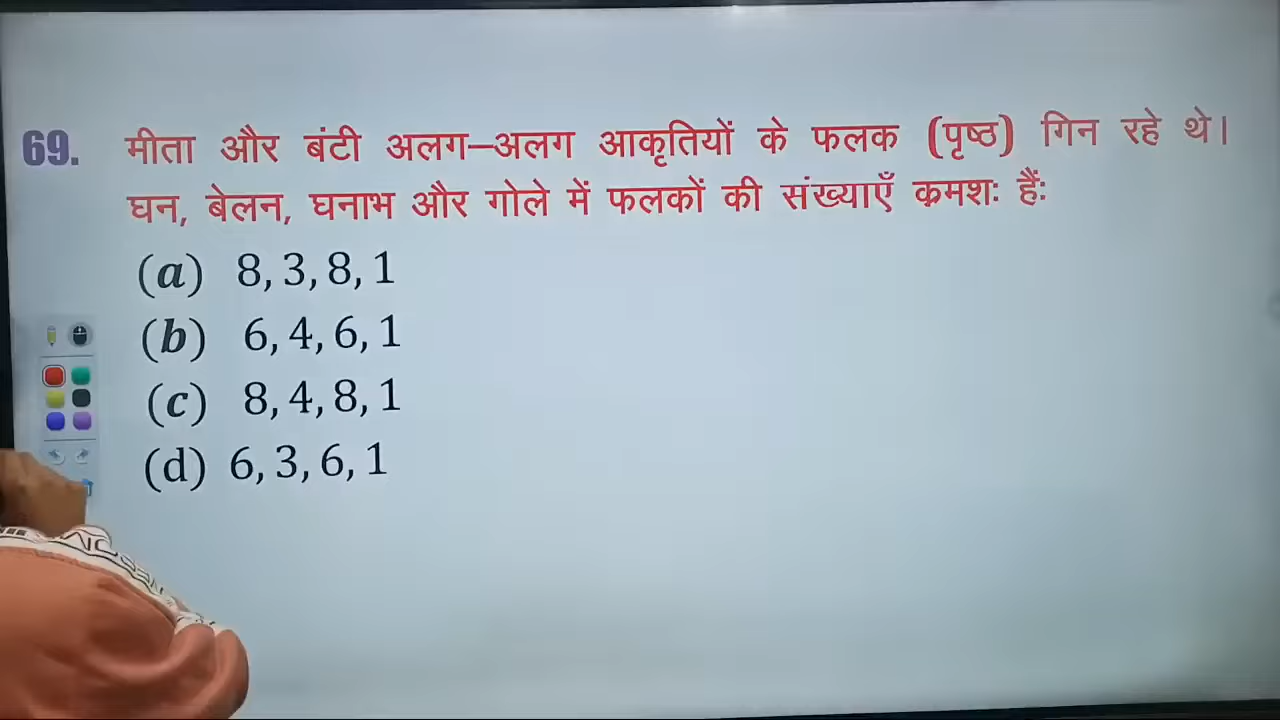 69. मीता और बंटी अलग–अलग आकृतियों के फलक (पृष्ठ) गिन रहे थे।
घन, बेलन, घनाभ और गोले में फलकों की संख्याएँ क्रमशः हैंः
(a) 8, 3, 8, 1
(b) 6, 4, 6, 1
(c) 8, 4, 8, 1
(d) 6, 3, 6, 1